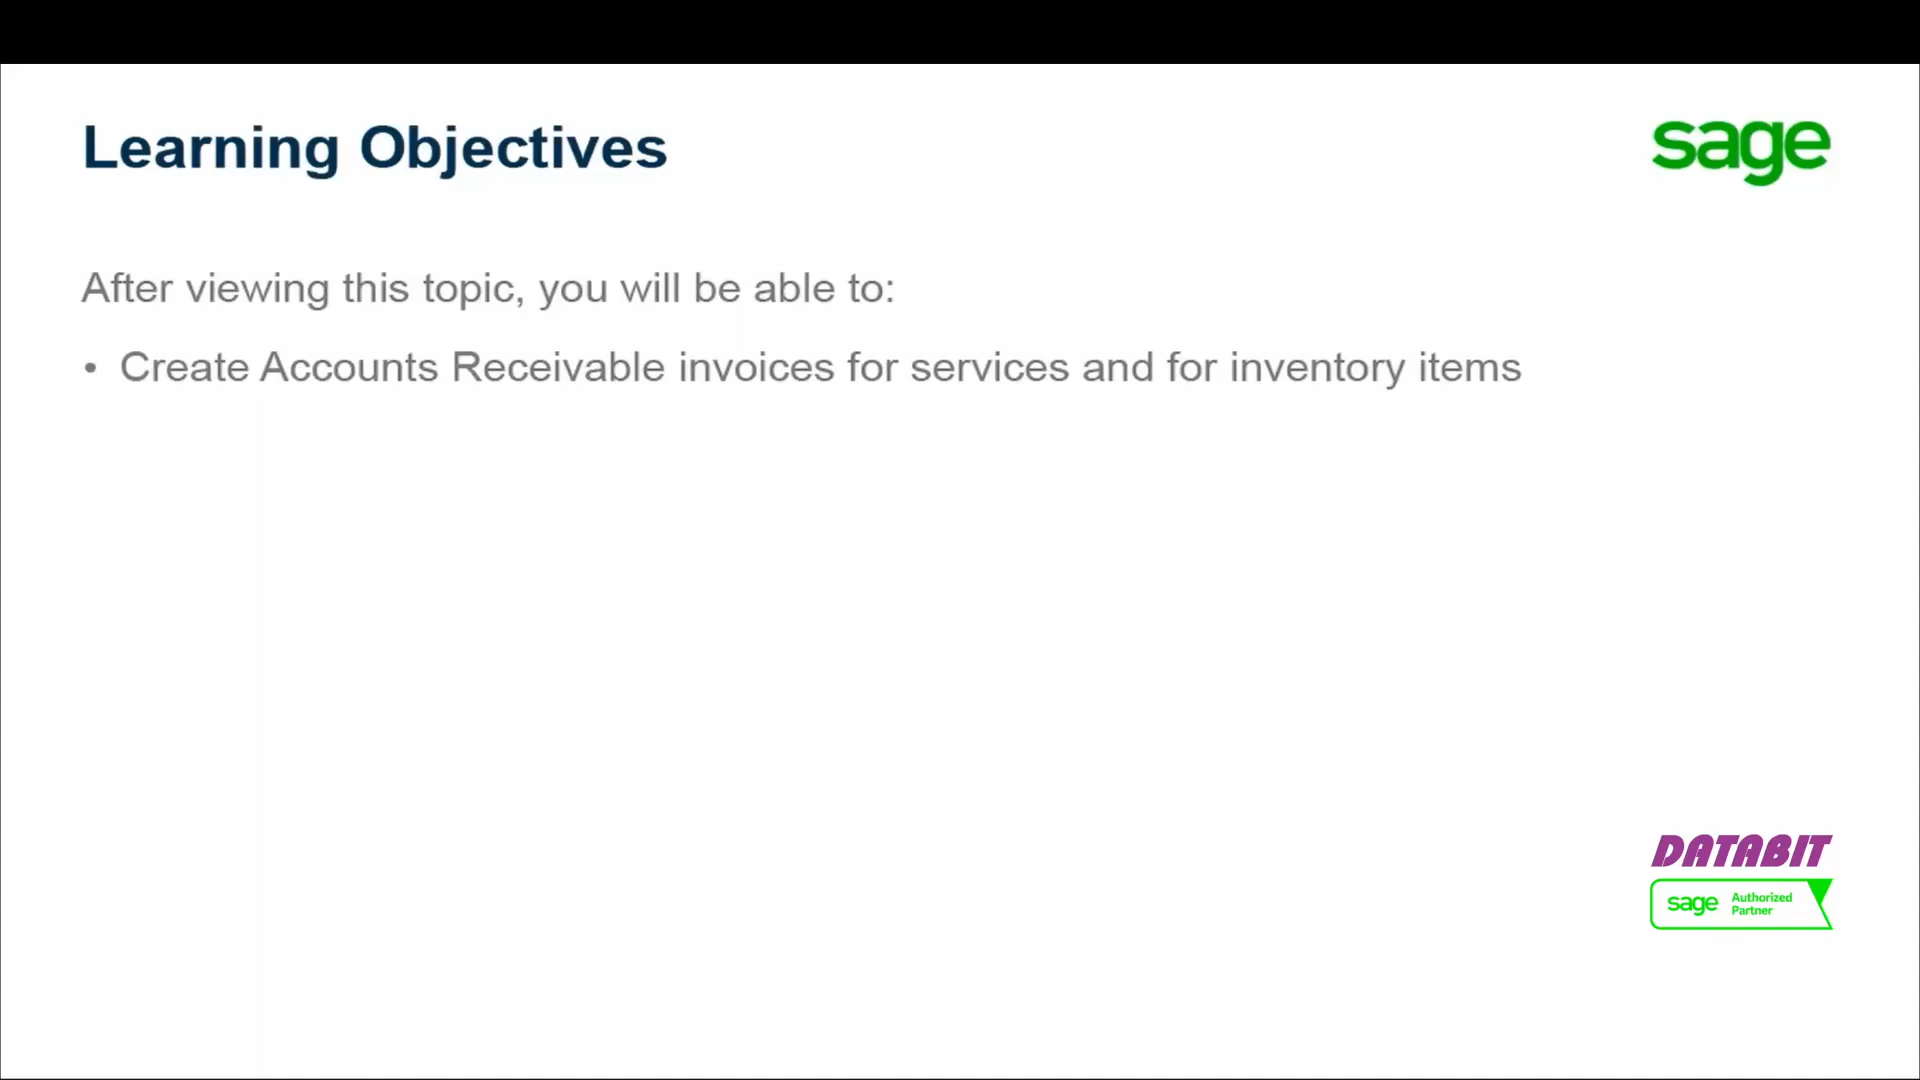 Learning Objectives
sage
After viewing this topic, you will be able to:
• Create Accounts Receivable invoices for services and for inventory items
DATABIT
sage Authorized
Partner